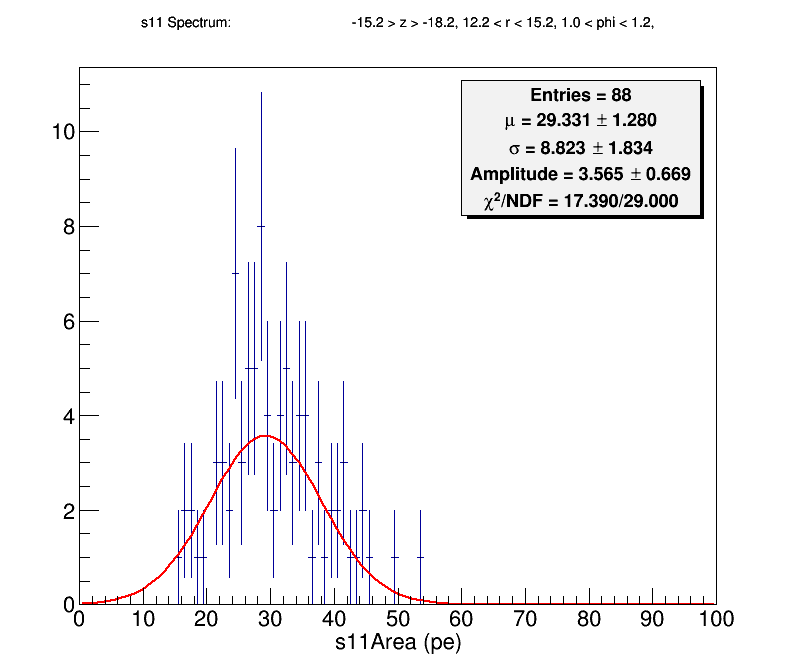 s11 Spectrum: -15.2 > z > -18.2, 12.2 < r < 15.2, 1.0 < phi < 1.2,
Entries = 88
μ = 29.331 ± 1.280
σ = 8.823 ± 1.834
Amplitude = 3.565 ± 0.669
χ²/NDF = 17.390/29.000
10
8
6
4
2
0
0 10 20 30 40 50 60 70 80 90 100
s11Area (pe)